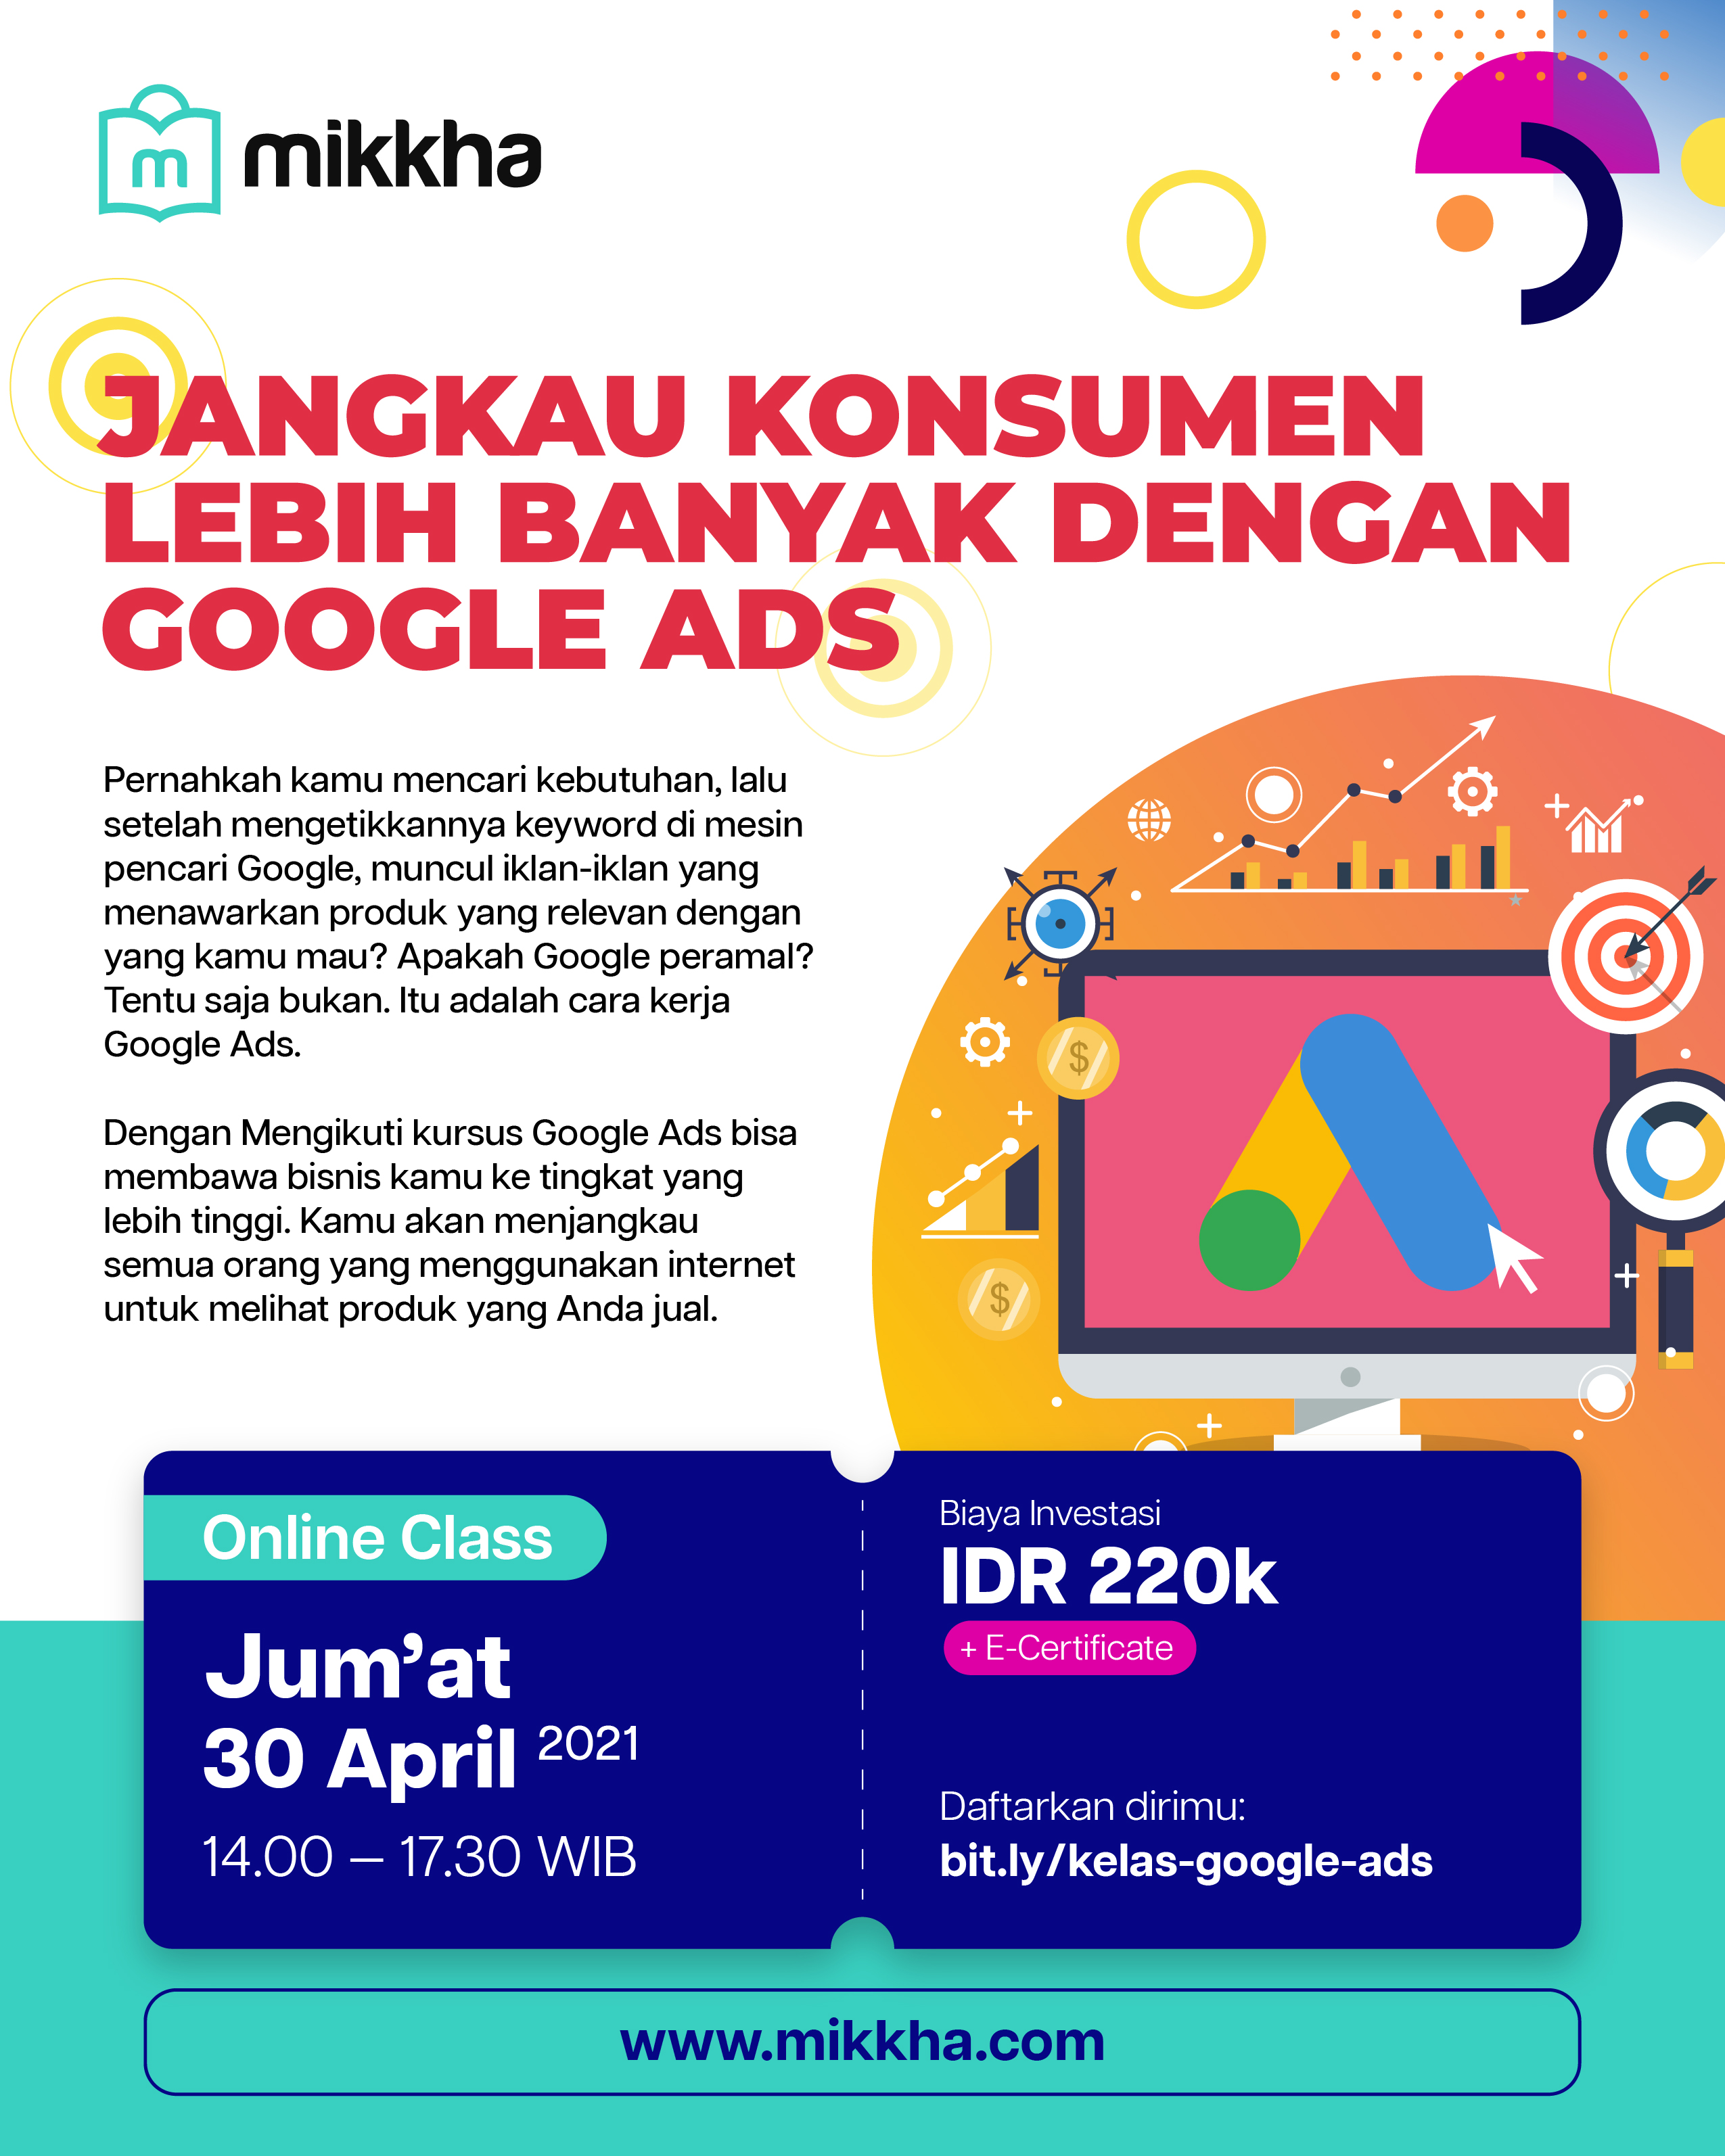 m
mikkha
JANGKAU KONSUMEN
LEBIH BANYAK DENGAN
GOOGLE ADS
Pernahkah kamu mencari kebutuhan, lalu
setelah mengetikkannya keyword di mesin
pencari Google, muncul iklan-iklan yang
menawarkan produk yang relevan dengan
yang kamu mau? Apakah Google peramal?
Tentu saja bukan. Itu adalah cara kerja
Google Ads.
Dengan Mengikuti kursus Google Ads bisa
membawa bisnis kamu ke tingkat yang
lebih tinggi. Kamu akan menjangkau
semua orang yang menggunakan internet
untuk melihat produk yang Anda jual.
$
$
Online Class
Jum’at
30 April 2021
14.00 – 17.30 WIB
Biaya Investasi
IDR 220k
+ E-Certificate
Daftarkan dirimu:
bit.ly/kelas-google-ads
www.mikkha.com